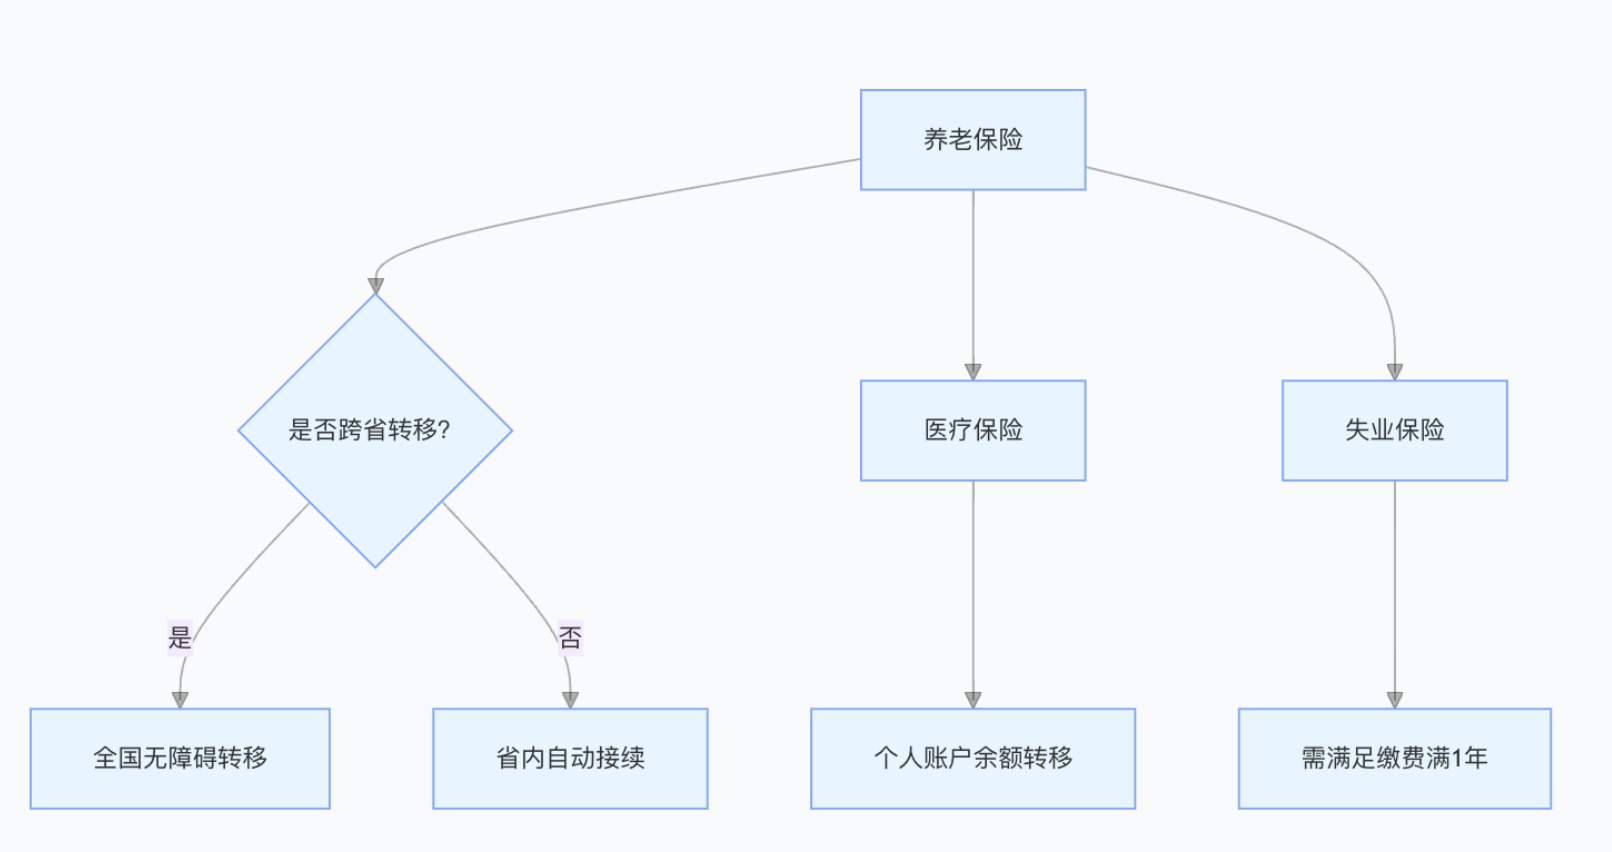 养老保险
是否跨省转移?
医疗保险
失业保险
是
否
全国无障碍转移
省内自动接续
个人账户余额转移
需满足缴费满1年